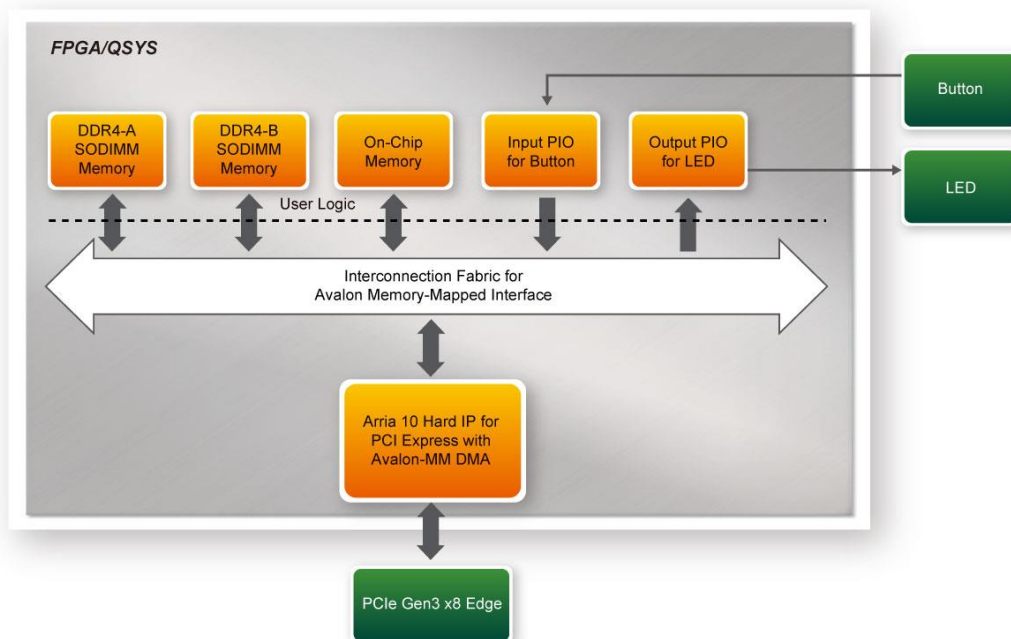 FPGA/QSYS
DDR4-A
SODIMM
Memory
DDR4-B
SODIMM
Memory
On-Chip
Memory
Input PIO
for Button
Output PIO
for LED
Button
LED
User Logic
Interconnection Fabric for
Avalon Memory-Mapped Interface
Arria 10 Hard IP for
PCI Express with
Avalon-MM DMA
PCIe Gen3 x8 Edge